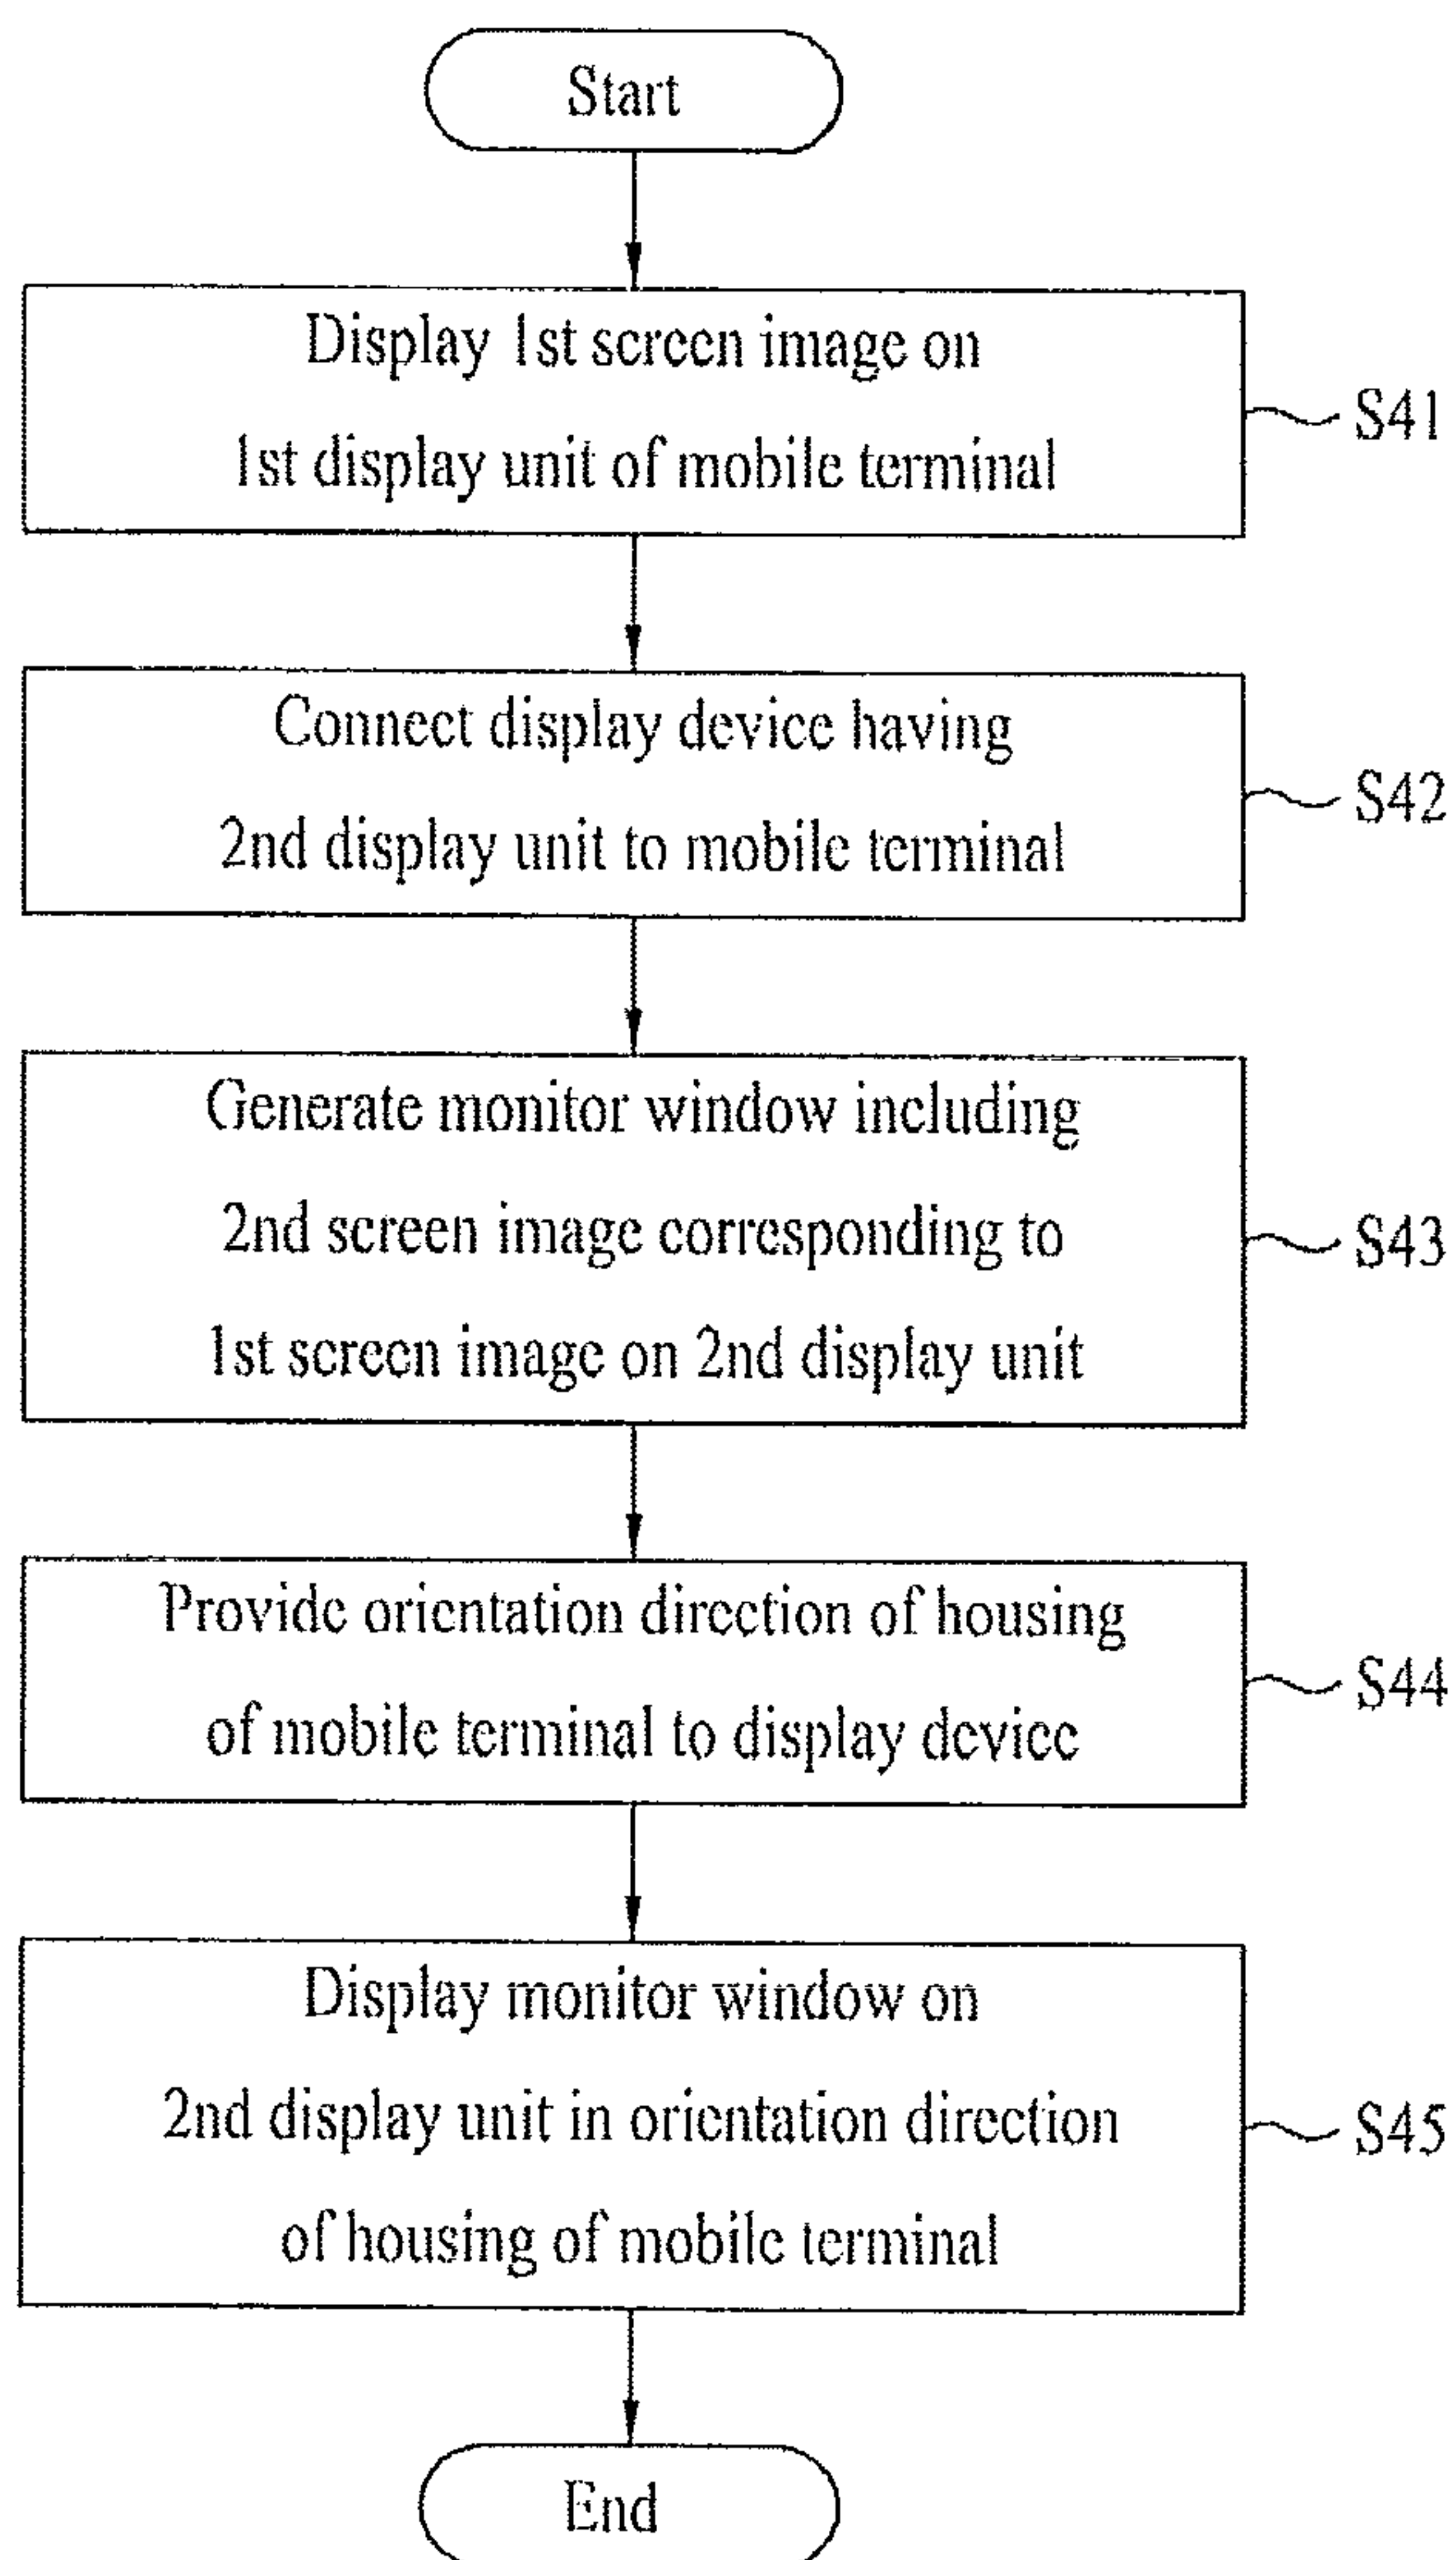 Start
Display 1st screen image on
1st display unit of mobile terminal
S41
Connect display device having
2nd display unit to mobile terminal
S42
Generate monitor window including
2nd screen image corresponding to
1st screen image on 2nd display unit
S43
Provide orientation direction of housing
of mobile terminal to display device
S44
Display monitor window on
2nd display unit in orientation direction
of housing of mobile terminal
S45
End